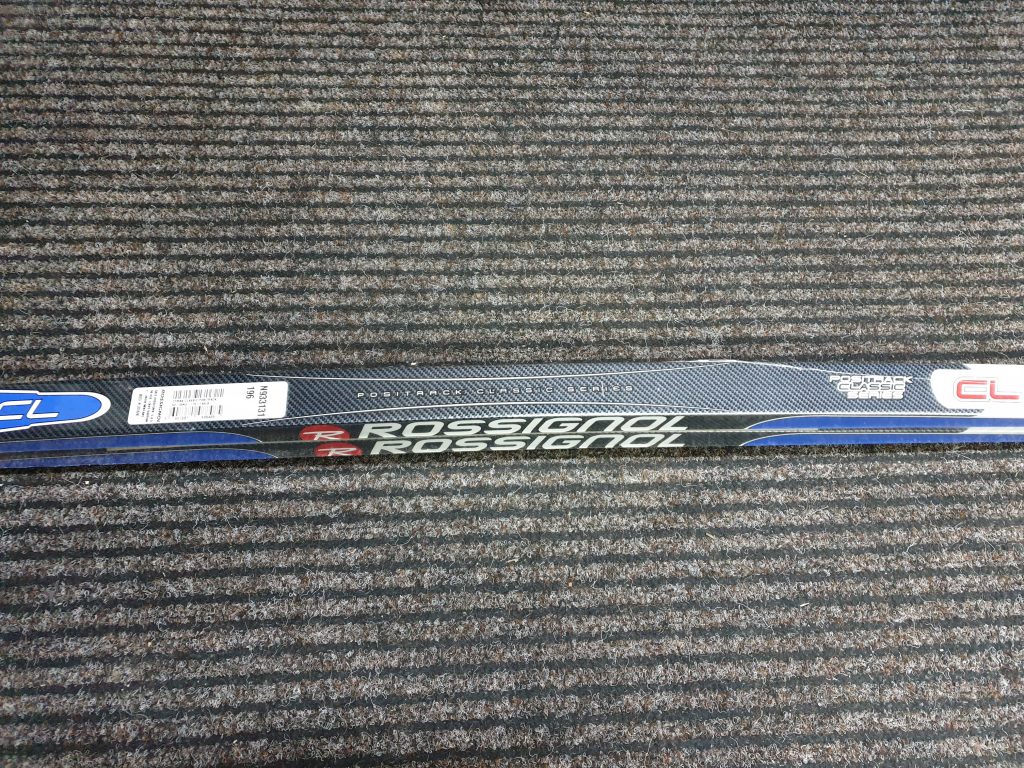 CL
N933131
196
POSITRACK CLASSIC SERIES
POSITRACK
CLASSIC
SERIES
CL
R ROSSIGNOL
R ROSSIGNOL